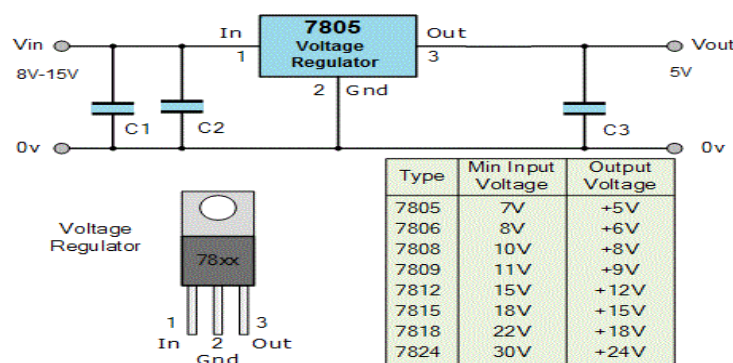 7805
Voltage
Regulator
In
1
Out
3
2 Gnd
Vin
8V-15V
Vout
5V
C1
C2
C3
0v
0v
Voltage
Regulator
78xx
1
In
2
Gnd
3
Out
Type Min Input Voltage Output Voltage
7805 7V +5V
7806 8V +6V
7808 10V +8V
7809 11V +9V
7812 15V +12V
7815 18V +15V
7818 22V +18V
7824 30V +24V